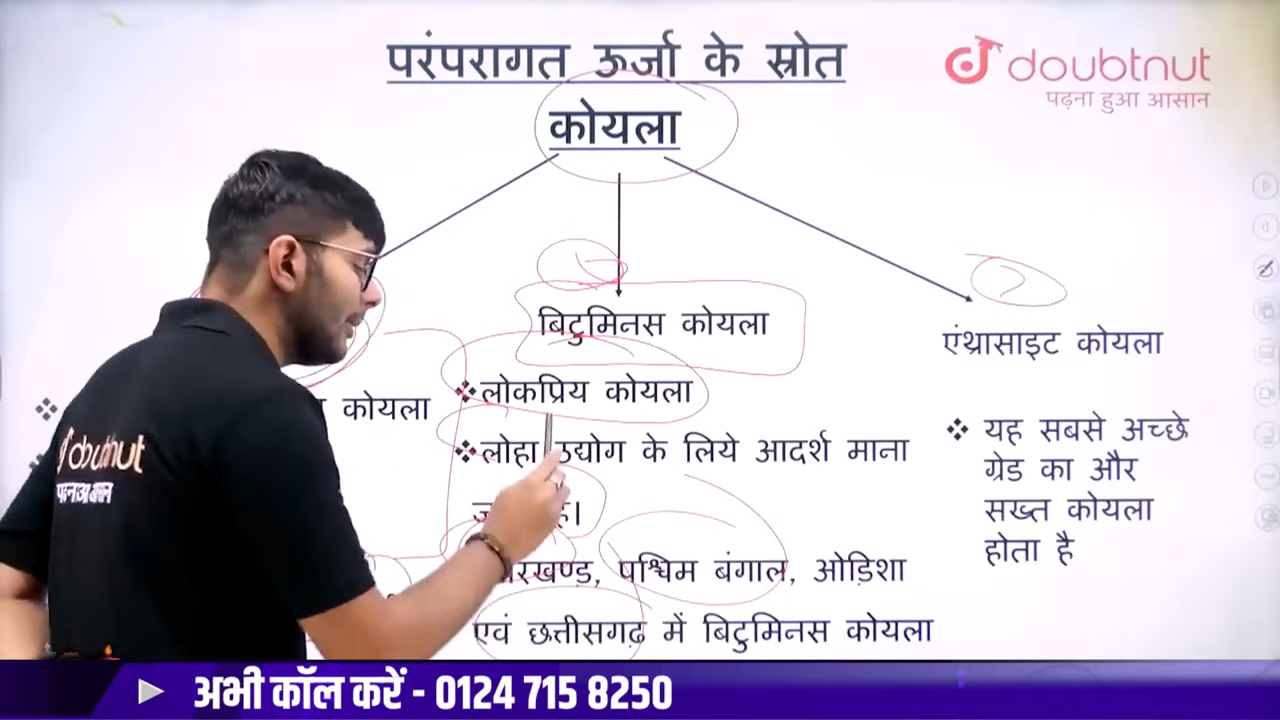 परंपरागत ऊर्जा के स्रोत
doubtnut
पढ़ना हुआ आसान
कोयला
बिटुमिनस कोयला
एंथ्रासाइट कोयला
कोयला
❖लोकप्रिय कोयला
❖लोहा उद्योग के लिये आदर्श माना
है।
पश्चिम बंगाल, ओड़िशा
एवं छत्तीसगढ़ में बिटुमिनस कोयला
❖ यह सबसे अच्छे
ग्रेड का और
सख्त कोयला
होता है
doubtnut
अभी कॉल करें - 0124 715 8250